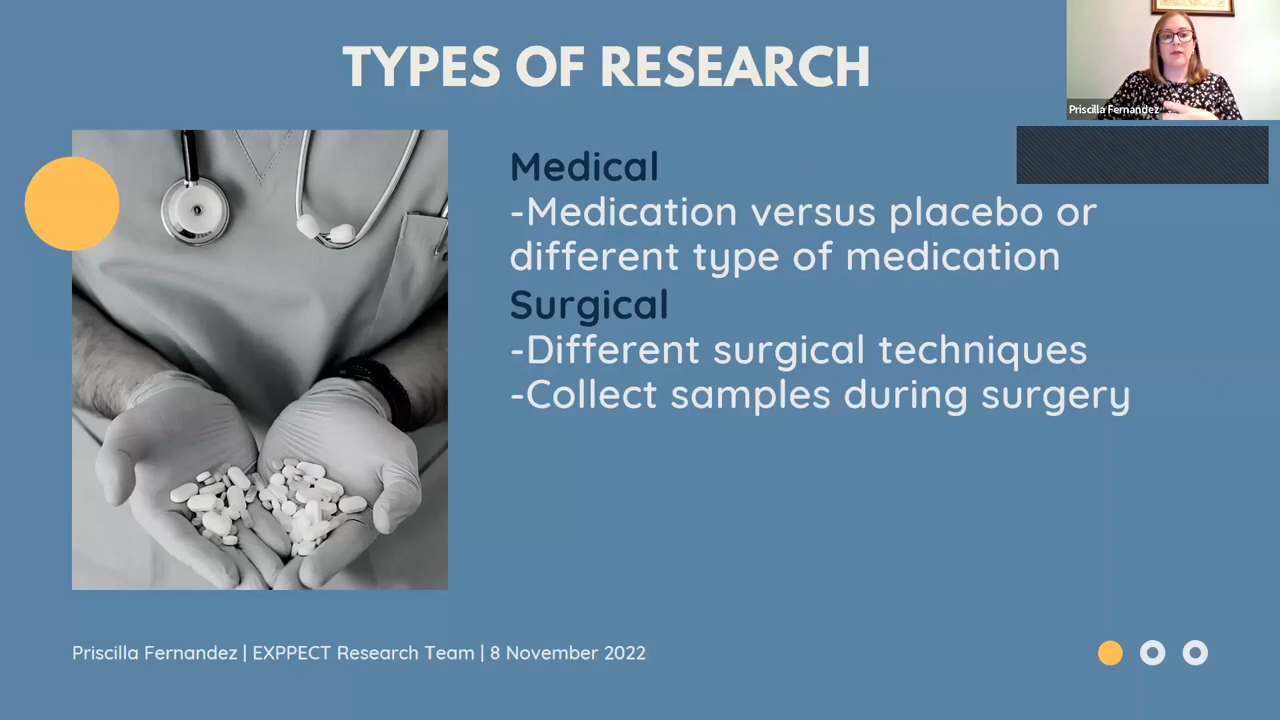 TYPES OF RESEARCH
Priscilla Fernandez
Medical
-Medication versus placebo or
different type of medication
Surgical
-Different surgical techniques
-Collect samples during surgery
Priscilla Fernandez | EXPPECT Research Team | 8 November 2022